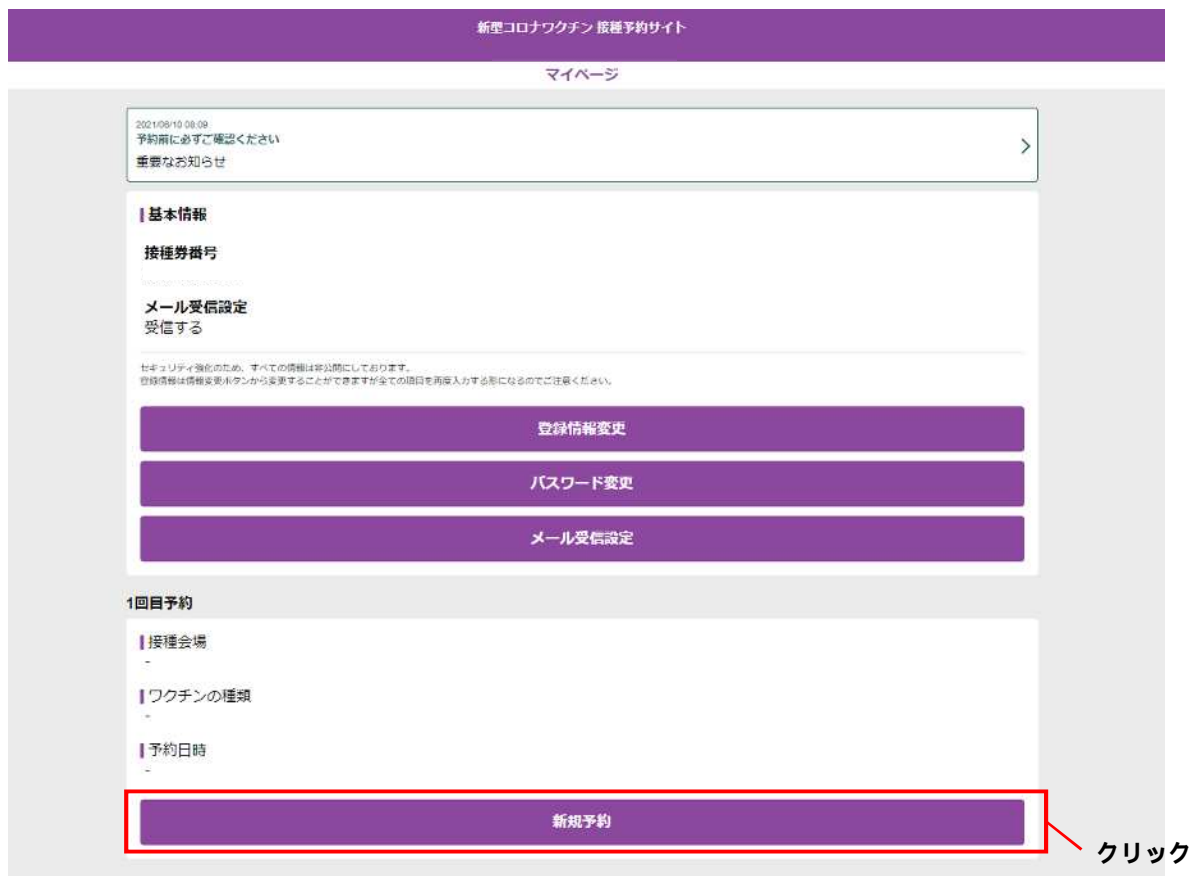 新型コロナワクチン 接種予約サイト
マイページ
2021/06/10 08:09
予約前に必ずご確認ください
重要なお知らせ
基本情報
接種券番号
メール受信設定
受信する
セキュリティ強化のため、すべての情報は非公開にしております。
登録情報は情報変更ボタンから変更することができますが全ての項目を再度入力する形になるのでご注意ください。
登録情報変更
パスワード変更
メール受信設定
1回目予約
接種会場
-
ワクチンの種類
-
予約日時
-
新規予約
クリック